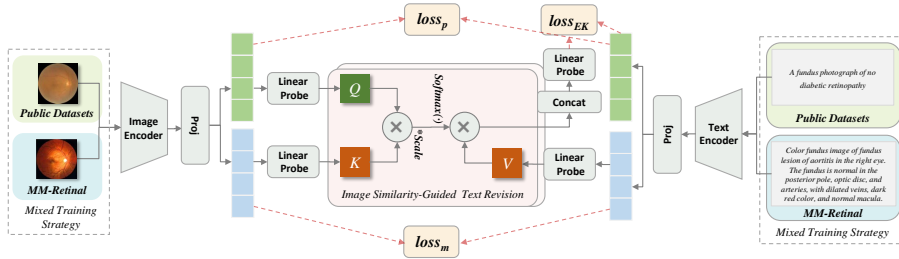 Public Datasets
MM-Retinal
Mixed Training
Strategy
Image
Encoder
Proj
Linear
Probe
Linear
Probe
loss_p
loss_EK
loss_m
Q
K
V
*Scale
Softmax(·)
Image Similarity-Guided Text Revision
Linear
Probe
Concat
Linear
Probe
Proj
Text
Encoder
A fundus photograph of no
diabetic retinopathy
Public Datasets
Color fundus image of fundus
lesion of aortitis in the right eye.
The fundus is normal in the
posterior pole, optic disc, and
arteries, with dilated veins, dark
red color, and normal macula.
MM-Retinal
Mixed Training Strategy